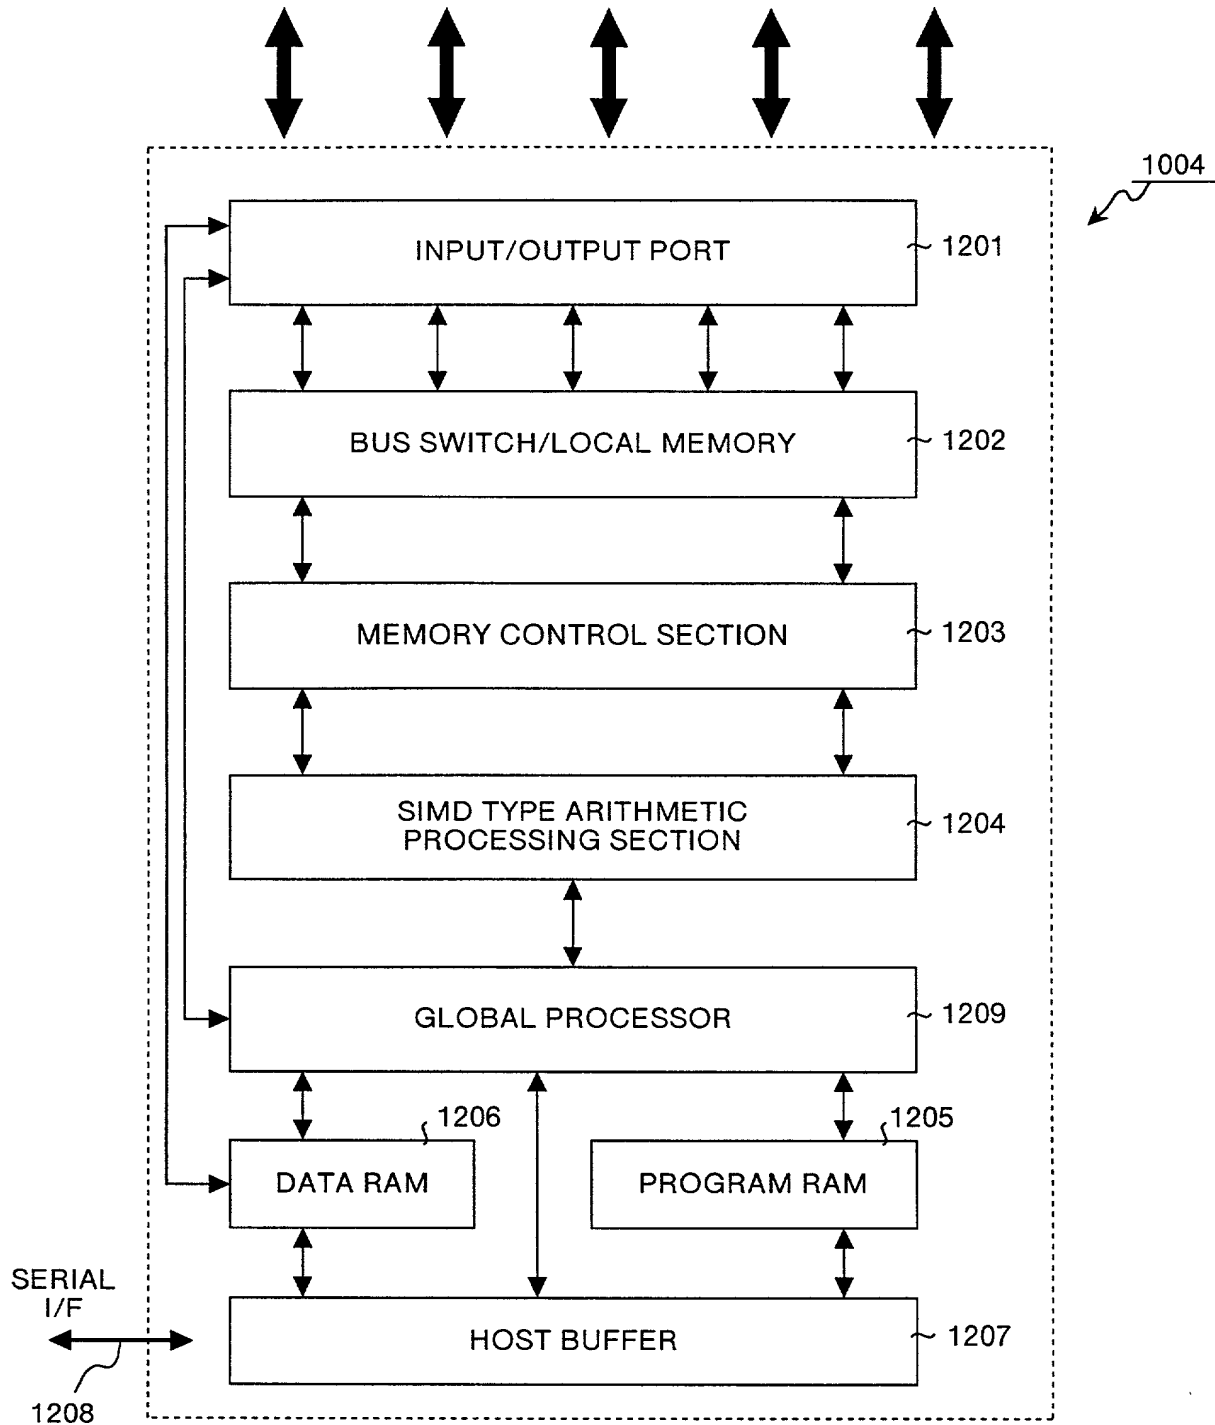 1004
INPUT/OUTPUT PORT
1201
BUS SWITCH/LOCAL MEMORY
1202
MEMORY CONTROL SECTION
1203
SIMD TYPE ARITHMETIC
PROCESSING SECTION
1204
GLOBAL PROCESSOR
1209
1206
1205
DATA RAM
PROGRAM RAM
SERIAL
I/F
HOST BUFFER
1207
1208